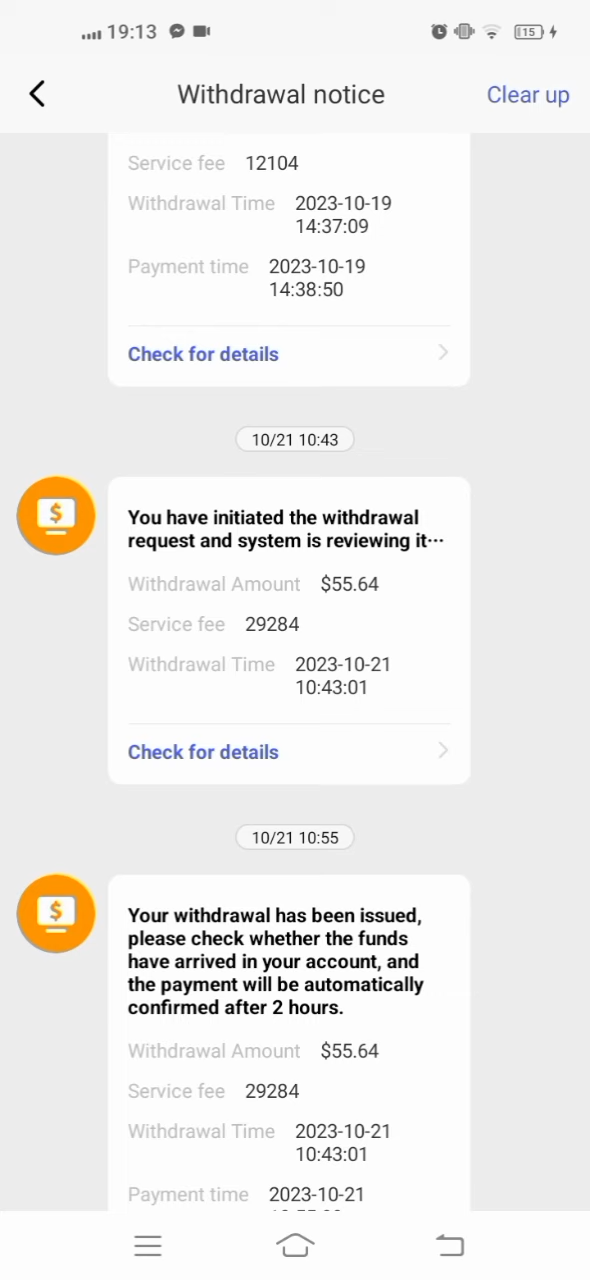 19:13
15
Withdrawal notice
Clear up
Service fee 12104
Withdrawal Time 2023-10-19
14:37:09
Payment time 2023-10-19
14:38:50
Check for details
10/21 10:43
$
You have initiated the withdrawal
request and system is reviewing it···
Withdrawal Amount $55.64
Service fee 29284
Withdrawal Time 2023-10-21
10:43:01
Check for details
10/21 10:55
$
Your withdrawal has been issued,
please check whether the funds
have arrived in your account, and
the payment will be automatically
confirmed after 2 hours.
Withdrawal Amount $55.64
Service fee 29284
Withdrawal Time 2023-10-21
10:43:01
Payment time 2023-10-21